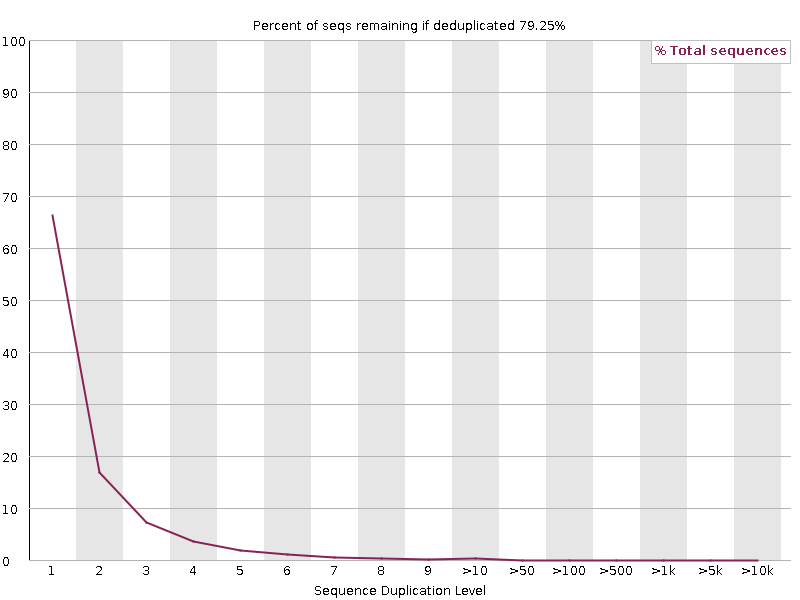 Percent of seqs remaining if deduplicated 79.25%
% Total sequences
100
90
80
70
60
50
40
30
20
10
0
1 2 3 4 5 6 7 8 9 >10 >50 >100 >500 >1k >5k >10k
Sequence Duplication Level